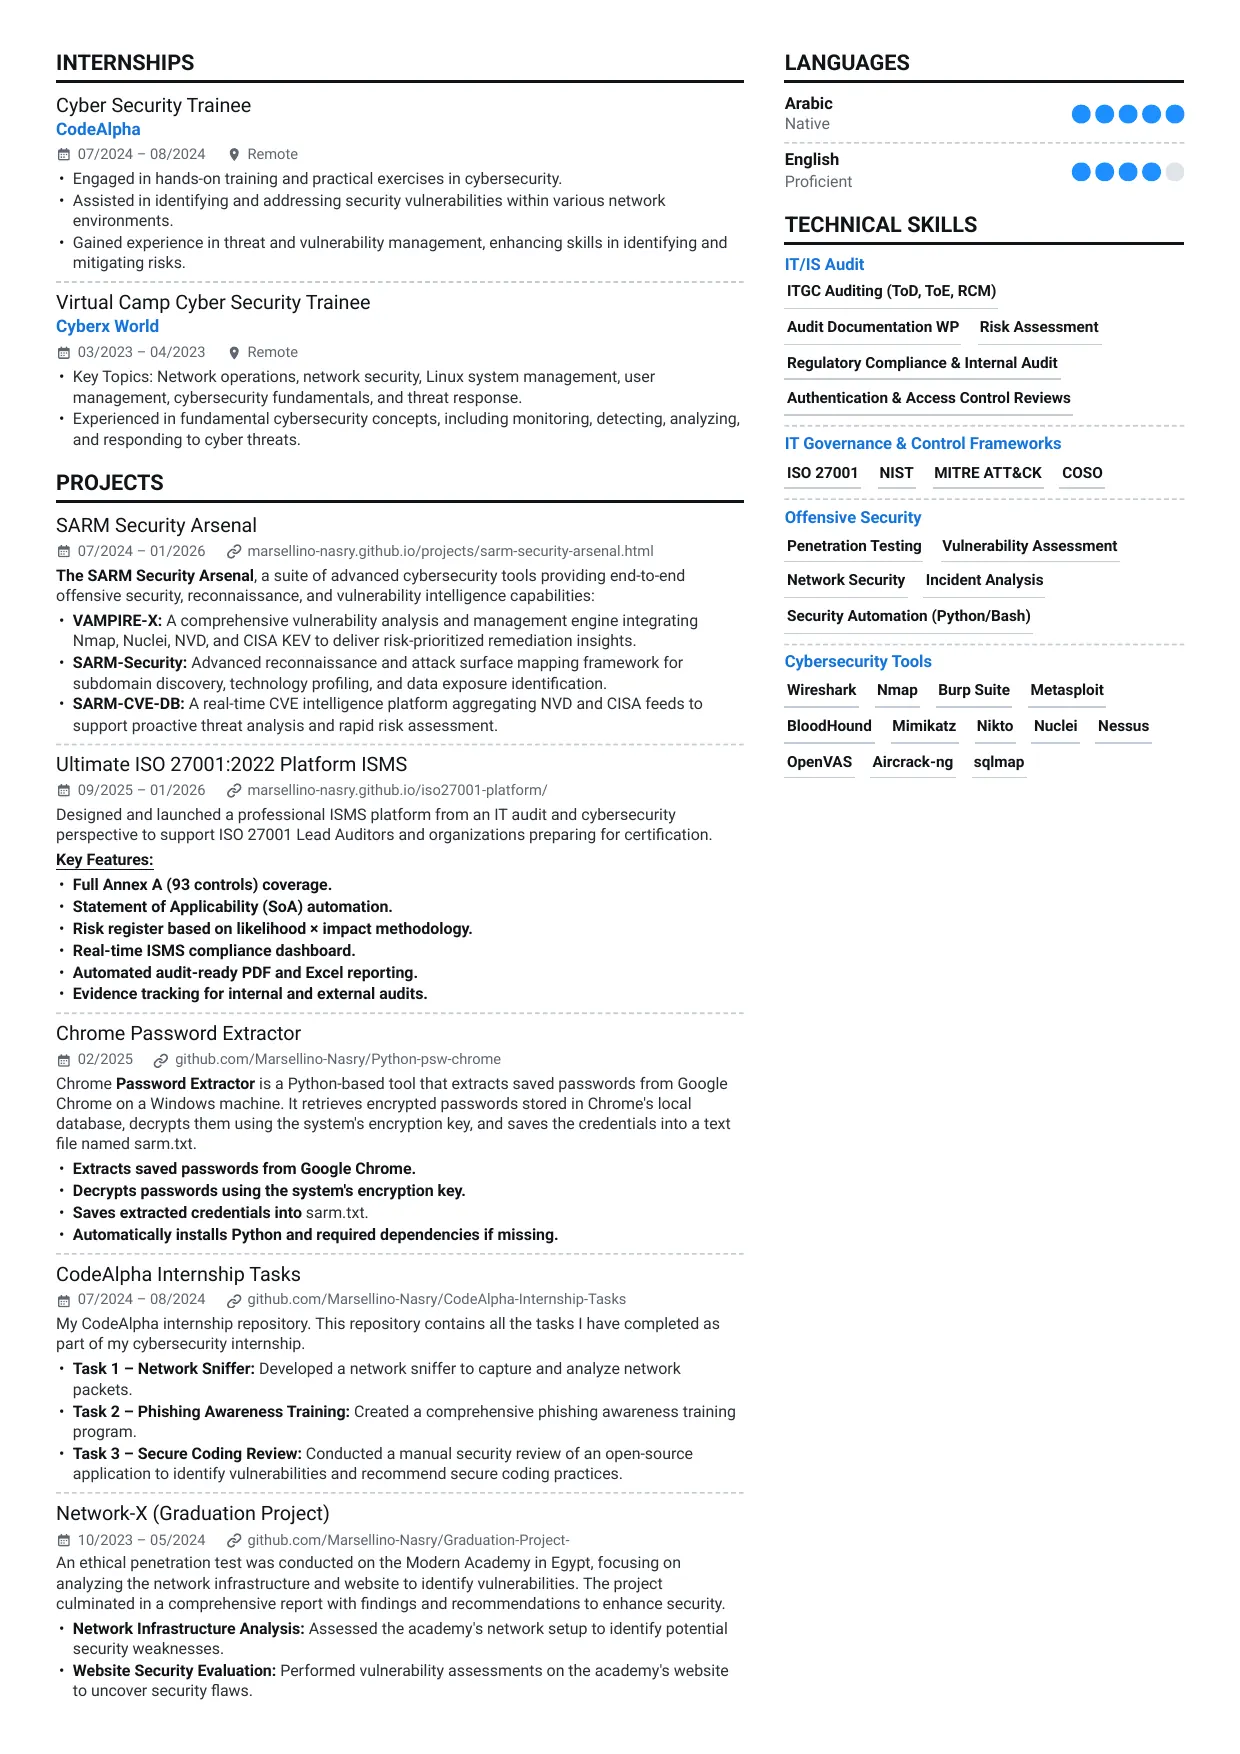 INTERNSHIPS
Cyber Security Trainee
CodeAlpha
07/2024 – 08/2024 Remote
• Engaged in hands-on training and practical exercises in cybersecurity.
• Assisted in identifying and addressing security vulnerabilities within various network
environments.
• Gained experience in threat and vulnerability management, enhancing skills in identifying and
mitigating risks.
Virtual Camp Cyber Security Trainee
Cyberx World
03/2023 – 04/2023 Remote
• Key Topics: Network operations, network security, Linux system management, user
management, cybersecurity fundamentals, and threat response.
• Experienced in fundamental cybersecurity concepts, including monitoring, detecting, analyzing,
and responding to cyber threats.
PROJECTS
SARM Security Arsenal
07/2024 – 01/2026 marsellino-nasry.github.io/projects/sarm-security-arsenal.html
The SARM Security Arsenal, a suite of advanced cybersecurity tools providing end-to-end
offensive security, reconnaissance, and vulnerability intelligence capabilities:
• VAMPIRE-X: A comprehensive vulnerability analysis and management engine integrating
Nmap, Nuclei, NVD, and CISA KEV to deliver risk-prioritized remediation insights.
• SARM-Security: Advanced reconnaissance and attack surface mapping framework for
subdomain discovery, technology profiling, and data exposure identification.
• SARM-CVE-DB: A real-time CVE intelligence platform aggregating NVD and CISA feeds to
support proactive threat analysis and rapid risk assessment.
Ultimate ISO 27001:2022 Platform ISMS
09/2025 – 01/2026 marsellino-nasry.github.io/iso27001-platform/
Designed and launched a professional ISMS platform from an IT audit and cybersecurity
perspective to support ISO 27001 Lead Auditors and organizations preparing for certification.
Key Features:
• Full Annex A (93 controls) coverage.
• Statement of Applicability (SoA) automation.
• Risk register based on likelihood × impact methodology.
• Real-time ISMS compliance dashboard.
• Automated audit-ready PDF and Excel reporting.
• Evidence tracking for internal and external audits.
Chrome Password Extractor
02/2025 github.com/Marsellino-Nasry/Python-psw-chrome
Chrome Password Extractor is a Python-based tool that extracts saved passwords from Google
Chrome on a Windows machine. It retrieves encrypted passwords stored in Chrome's local
database, decrypts them using the system's encryption key, and saves the credentials into a text
file named sarm.txt.
• Extracts saved passwords from Google Chrome.
• Decrypts passwords using the system's encryption key.
• Saves extracted credentials into sarm.txt.
• Automatically installs Python and required dependencies if missing.
CodeAlpha Internship Tasks
07/2024 – 08/2024 github.com/Marsellino-Nasry/CodeAlpha-Internship-Tasks
My CodeAlpha internship repository. This repository contains all the tasks I have completed as
part of my cybersecurity internship.
• Task 1 – Network Sniffer: Developed a network sniffer to capture and analyze network
packets.
• Task 2 – Phishing Awareness Training: Created a comprehensive phishing awareness training
program.
• Task 3 – Secure Coding Review: Conducted a manual security review of an open-source
application to identify vulnerabilities and recommend secure coding practices.
Network-X (Graduation Project)
10/2023 – 05/2024 github.com/Marsellino-Nasry/Graduation-Project-
An ethical penetration test was conducted on the Modern Academy in Egypt, focusing on
analyzing the network infrastructure and website to identify vulnerabilities. The project
culminated in a comprehensive report with findings and recommendations to enhance security.
• Network Infrastructure Analysis: Assessed the academy's network setup to identify potential
security weaknesses.
• Website Security Evaluation: Performed vulnerability assessments on the academy's website
to uncover security flaws.
LANGUAGES
Arabic
Native
English
Proficient
TECHNICAL SKILLS
IT/IS Audit
ITGC Auditing (ToD, ToE, RCM)
Audit Documentation WP Risk Assessment
Regulatory Compliance & Internal Audit
Authentication & Access Control Reviews
IT Governance & Control Frameworks
ISO 27001 NIST MITRE ATT&CK COSO
Offensive Security
Penetration Testing Vulnerability Assessment
Network Security Incident Analysis
Security Automation (Python/Bash)
Cybersecurity Tools
Wireshark Nmap Burp Suite Metasploit
BloodHound Mimikatz Nikto Nuclei Nessus
OpenVAS Aircrack-ng sqlmap